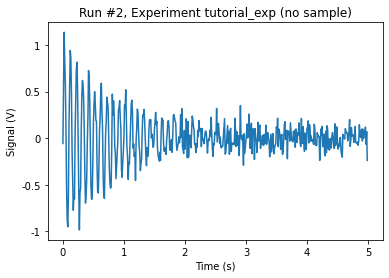 Run #2, Experiment tutorial_exp (no sample)
Signal (V)
1
0.5
0
-0.5
-1
0 1 2 3 4 5
Time (s)